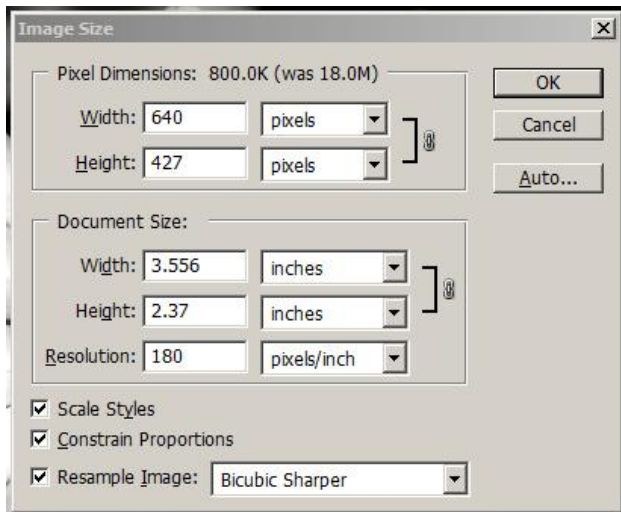 Image Size
Pixel Dimensions: 800.0K (was 18.0M)
OK
Width: 640 pixels
Cancel
Height: 427 pixels
Auto...
Document Size:
Width: 3.556 inches
Height: 2.37 inches
Resolution: 180 pixels/inch
Scale Styles
Constrain Proportions
Resample Image: Bicubic Sharper